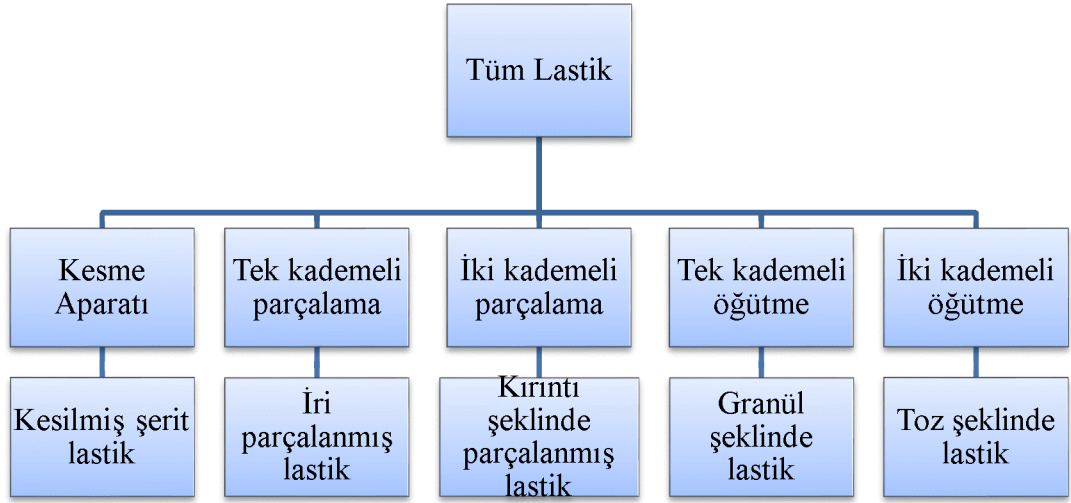 Tüm Lastik
Kesme
Aparatı
Tek kademeli
parçalama
İki kademeli
parçalama
Tek kademeli
öğütme
İki kademeli
öğütme
Kesilmiş şerit
lastik
İri
parçalanmış
lastik
Kırıntı
şeklinde
parçalanmış
lastik
Granül
şeklinde
lastik
Toz şeklinde
lastik